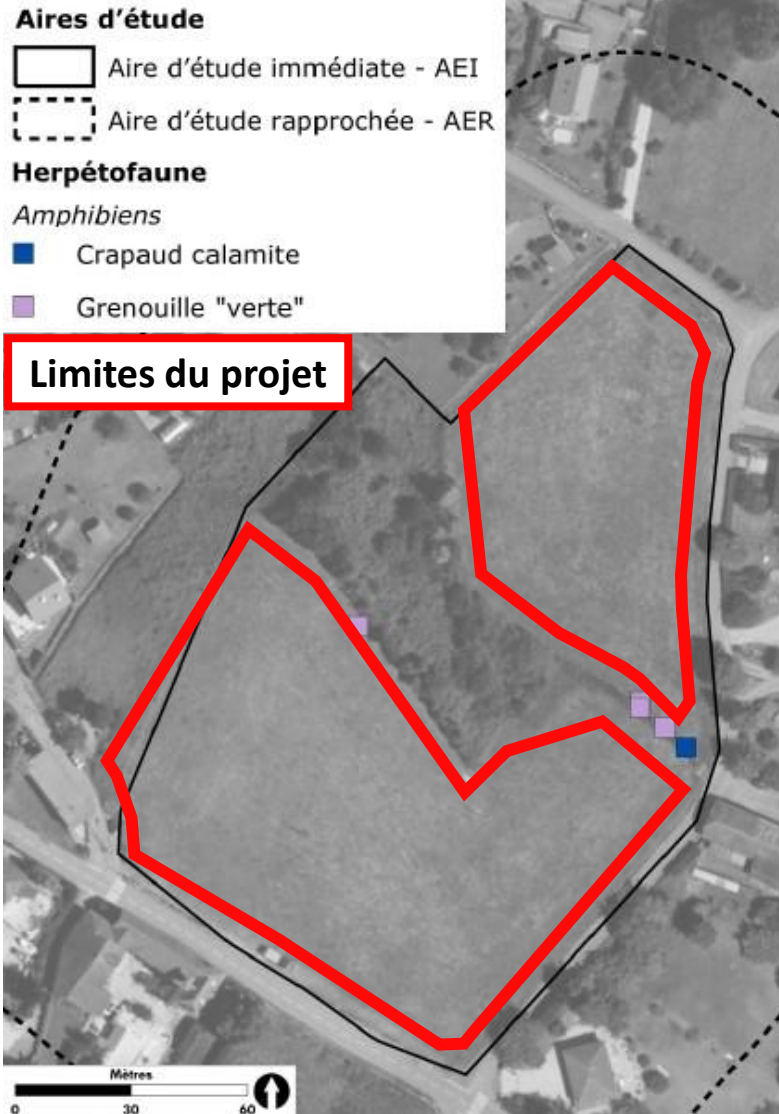 Aires d'étude
Aire d'étude immédiate - AEI
Aire d'étude rapprochée - AER
Herpétofaune
Amphibiens
Crapaud calamite
Grenouille "verte"
Limites du projet
Mètres
0 30 60